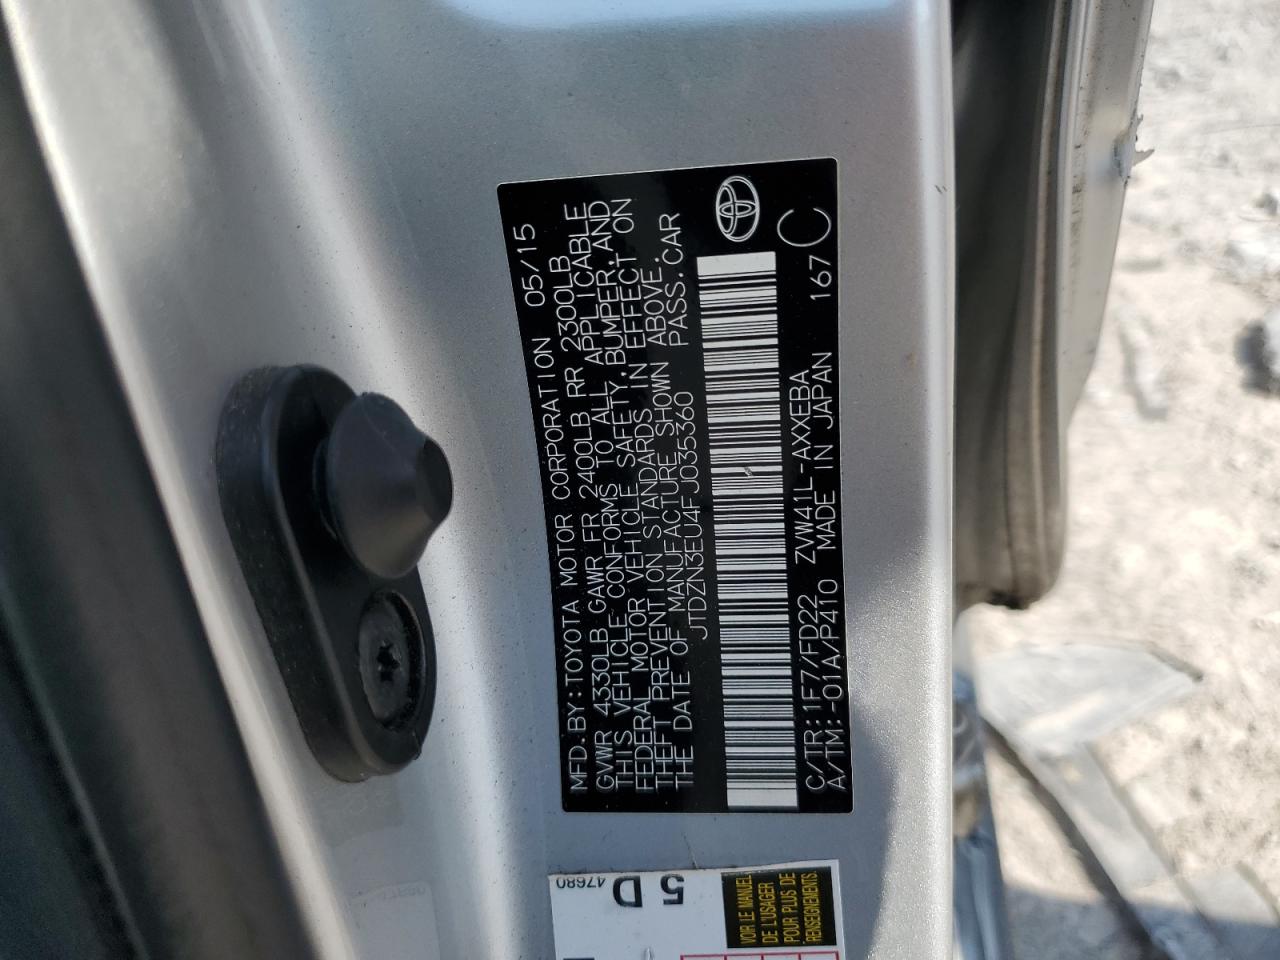 MFD.BY:TOYOTA MOTOR CORPORATION 05/15
GVWR 4330LB GAWR FR 2400LB RR 2300LB
THIS VEHICLE CONFORMS TO ALL APPLICABLE
FEDERAL MOTOR VEHICLE SAFETY,BUMPER,AND
THEFT PREVENTION STANDARDS IN EFFECT ON
THE DATE OF MANUFACTURE SHOWN ABOVE.
JTDZN3EU4FJ035360 PASS.CAR
C/TR:1F7/FD22 ZVW41L-AXXEBA 167 C
A/TM:-01A/P410 MADE IN JAPAN
47680
5 D
VOIR LE MANUEL
DE L'USAGER
POUR PLUS DE
RENSEIGNEMENTS.